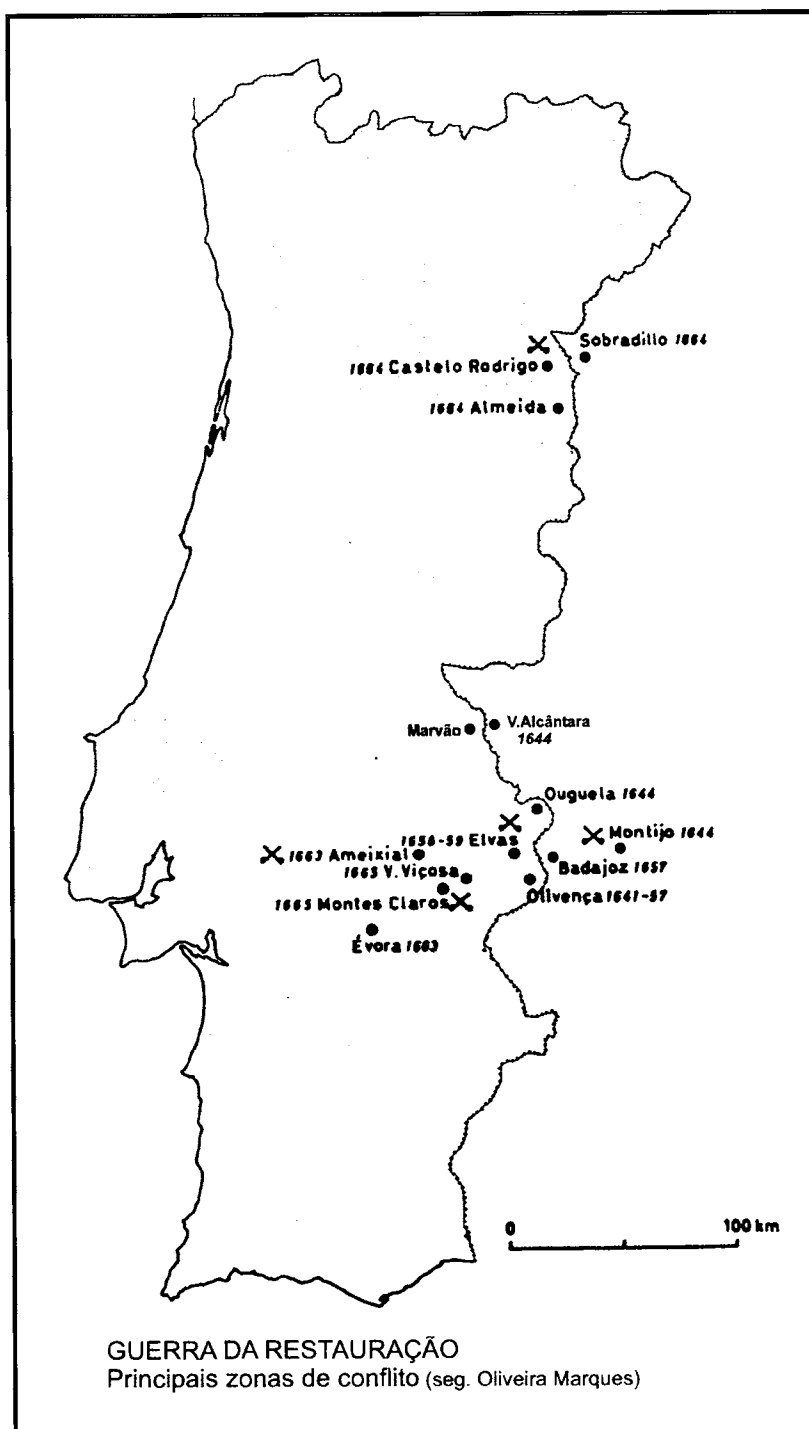 Sobradillo 1664
1664 Castelo Rodrigo
1664 Almeida
Marvão
V.Alcântara
1644
Ouguela 1644
Montijo 1644
1658-59 Elvas
1663 Ameixial
Badajoz 1657
1665 V. Viçosa
Olivença 1641-57
1665 Montes Claros
Évora 1663
0
100 km
GUERRA DA RESTAURAÇÃO
Principais zonas de conflito (seg. Oliveira Marques)